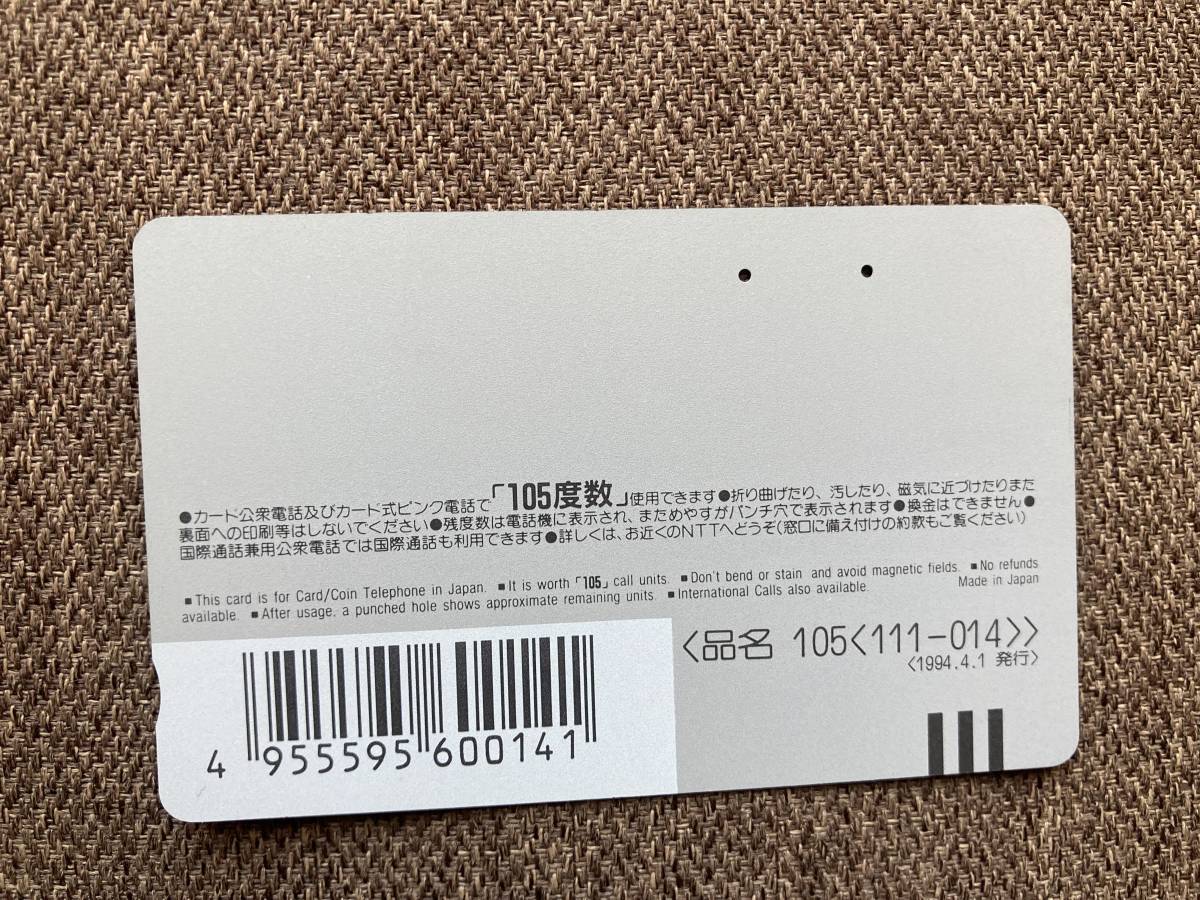 ●カード公衆電話及びカード式ピンク電話で「105度数」使用できます●折り曲げたり、汚したり、磁気に近づけたりまた
裏面への印刷等はしないでください●残度数は電話機に表示され、まためやすがパンチ穴で表示されます●換金はできません●
国際通話兼用公衆電話では国際通話も利用できます●詳しくは、お近くのNTTへどうぞ(窓口に備え付けの約款もご覧ください)
■This card is for Card/Coin Telephone in Japan. ■It is worth「105」call units. ■Don't bend or stain and avoid magnetic fields. ■No refunds
available. ■After usage, a punched hole shows approximate remaining units. ■International Calls also available. Made in Japan
〈品名 105〈111-014〉〉
〈1994.4.1 発行〉
4 955595 600141